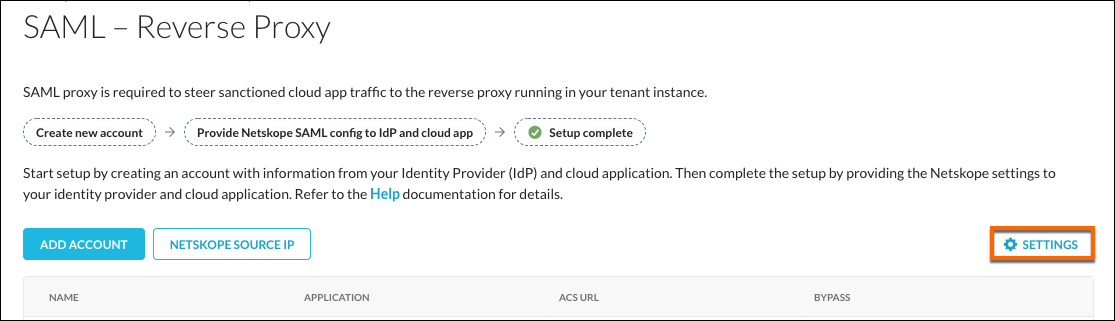 SAML – Reverse Proxy
SAML proxy is required to steer sanctioned cloud app traffic to the reverse proxy running in your tenant instance.
Create new account → Provide Netskope SAML config to IdP and cloud app → Setup complete
Start setup by creating an account with information from your Identity Provider (IdP) and cloud application. Then complete the setup by providing the Netskope settings to
your identity provider and cloud application. Refer to the Help documentation for details.
ADD ACCOUNT NETSKOPE SOURCE IP SETTINGS
NAME APPLICATION ACS URL BYPASS